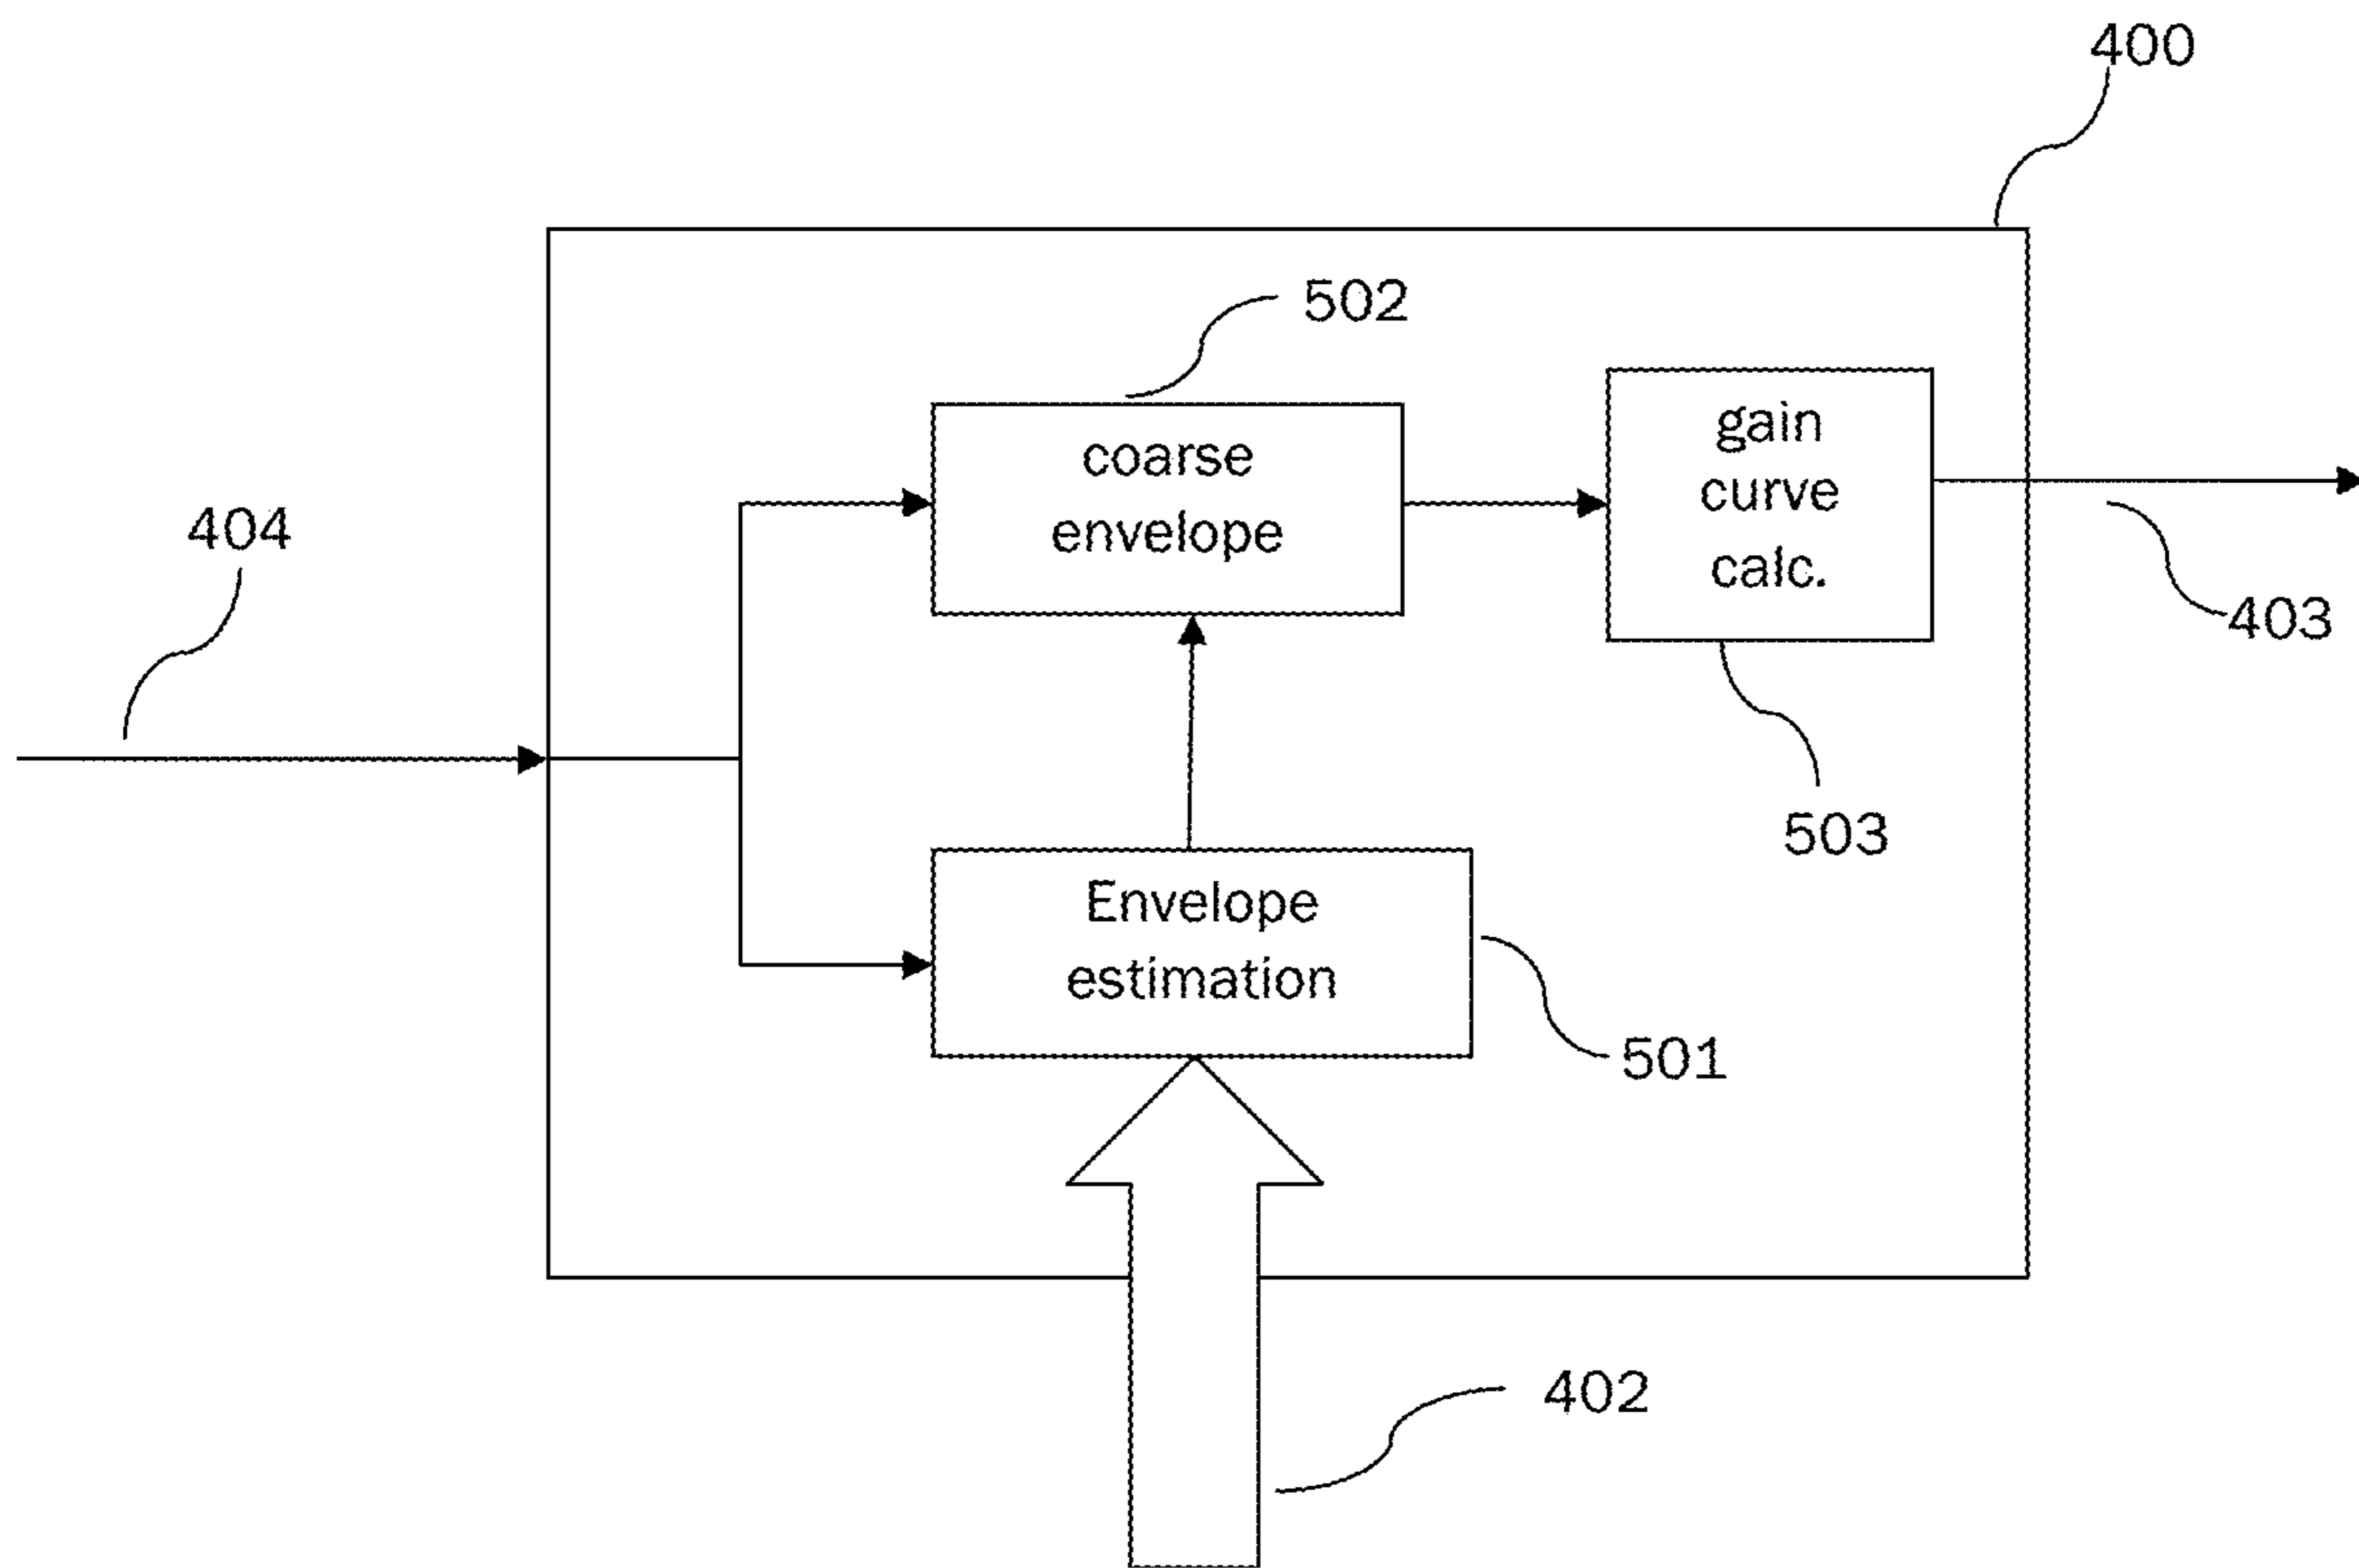 400
502
coarse
envelope
gain
curve
calc.
404
403
503
Envelope
estimation
501
402